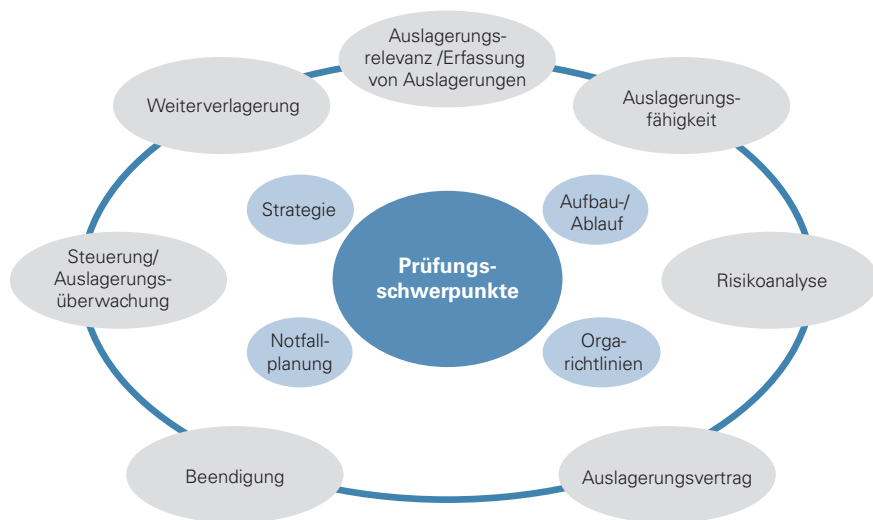 Auslagerungs-
relevanz /Erfassung
von Auslagerungen
Weiterverlagerung
Auslagerungs-
fähigkeit
Strategie
Aufbau-/
Ablauf
Steuerung/
Auslagerungs-
überwachung
Prüfungs-
schwerpunkte
Risikoanalyse
Notfall-
planung
Orga-
richtlinien
Beendigung
Auslagerungsvertrag